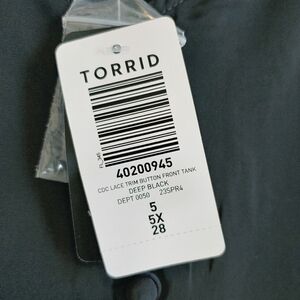 TORRID
40200945
CDC LACE TRIM BUTTON FRONT TANK
DEEP BLACK
DEPT 0050 23SPR4
5
5X
28